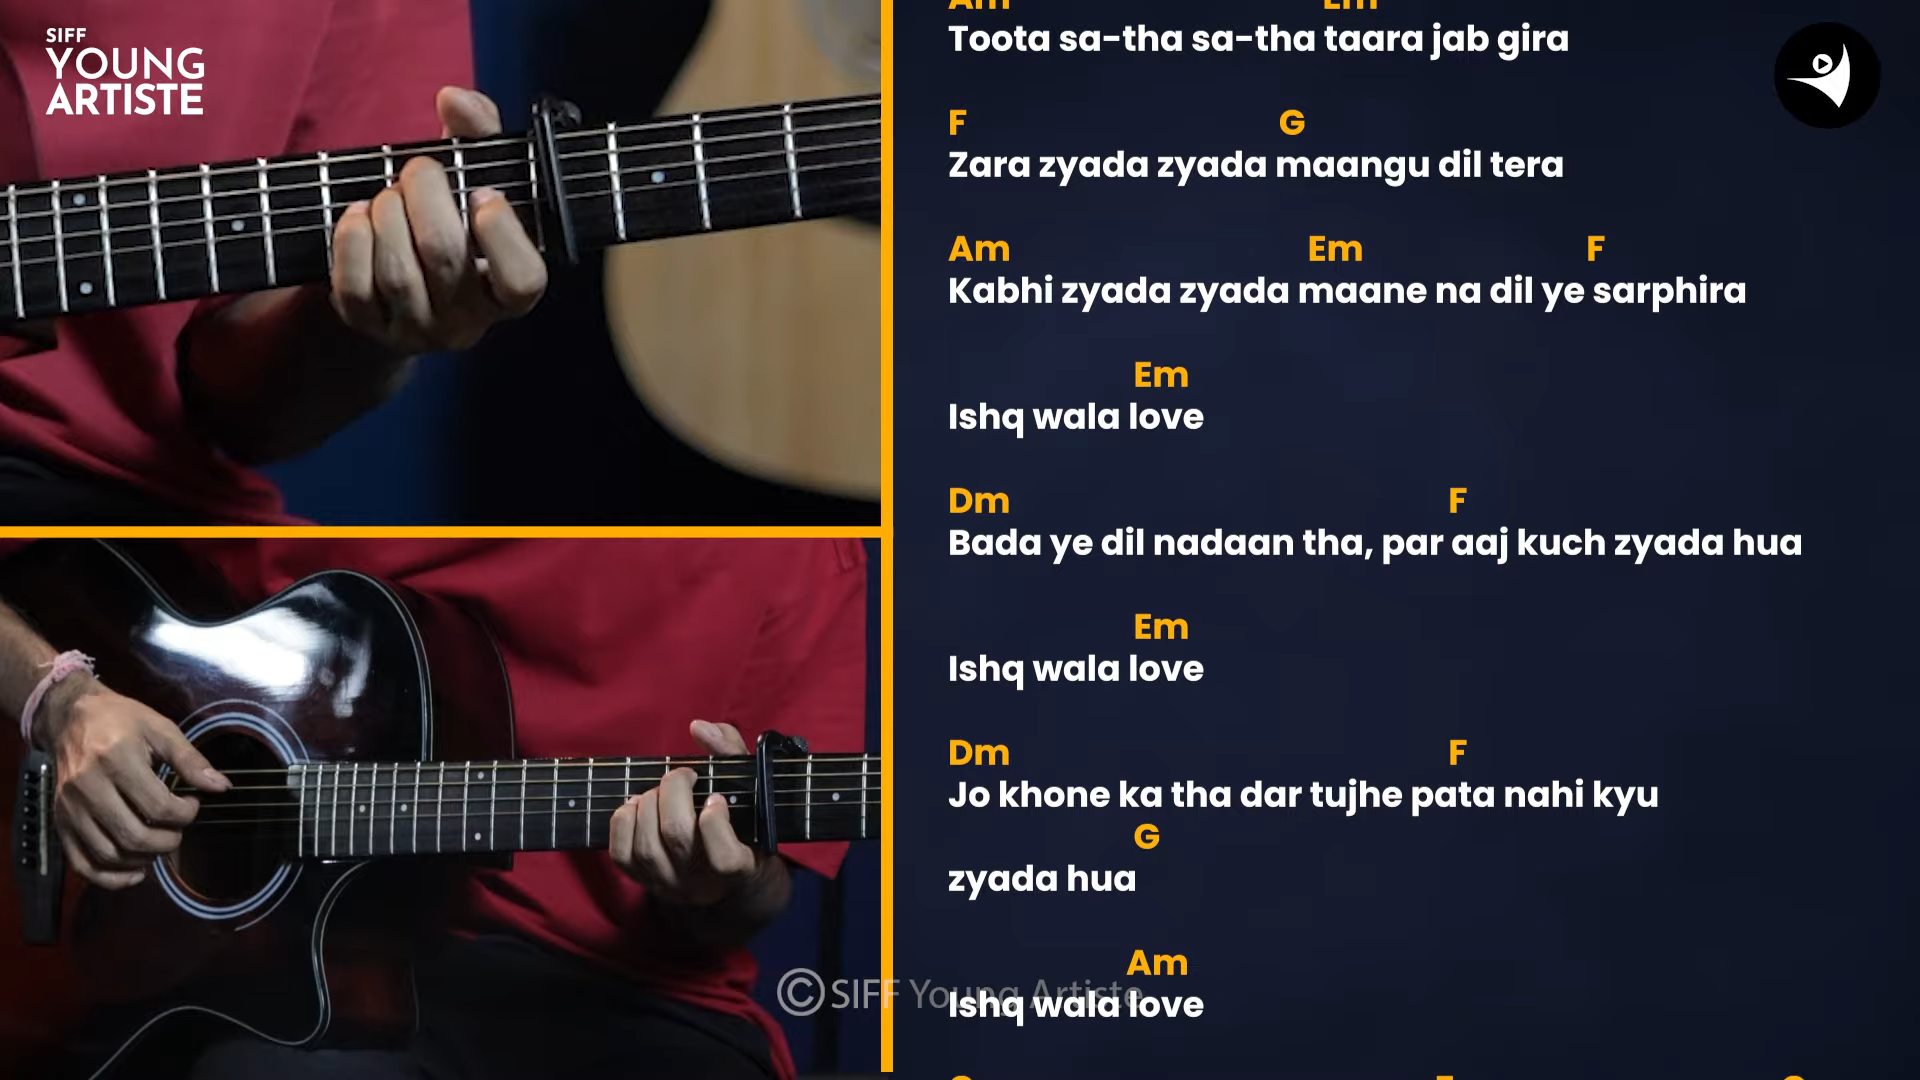 SIFF
YOUNG
ARTISTE
Am Em
Toota sa-tha sa-tha taara jab gira
F G
Zara zyada zyada maangu dil tera
Am Em F
Kabhi zyada zyada maane na dil ye sarphira
Em
Ishq wala love
Dm F
Bada ye dil nadaan tha, par aaj kuch zyada hua
Em
Ishq wala love
Dm F
Jo khone ka tha dar tujhe pata nahi kyu
G
zyada hua
Am
Ishq wala love
©SIFF Young Artiste